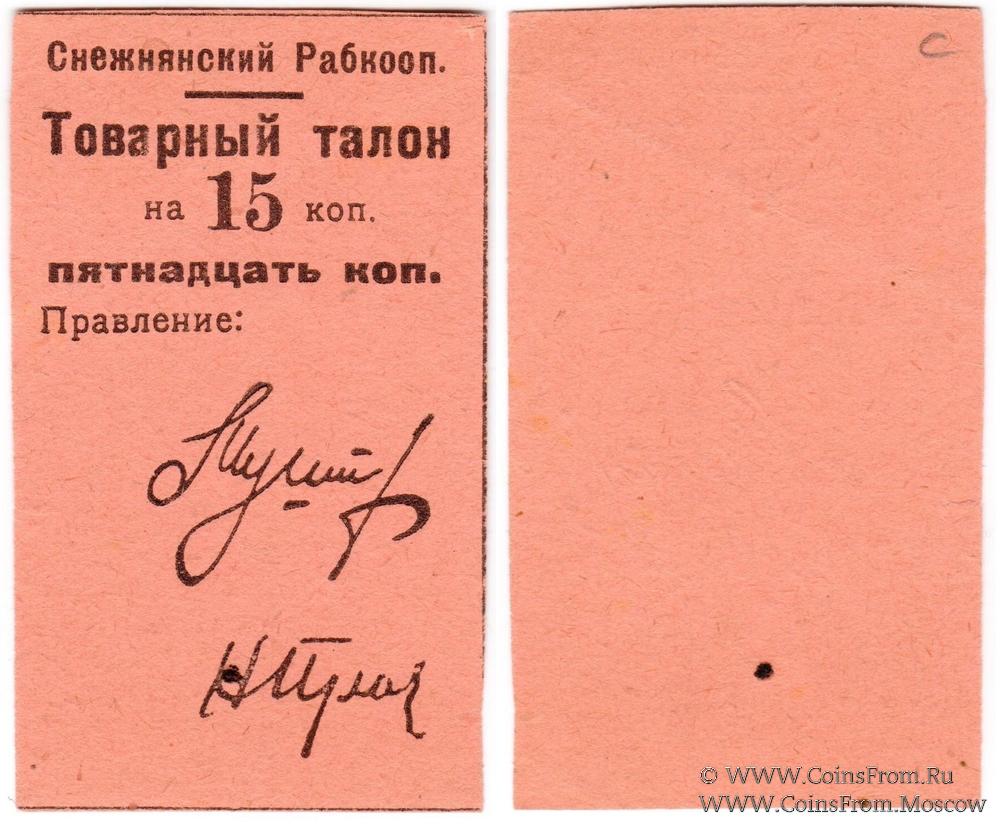 Снежнянский Рабкооп.
Товарный талон
на 15 коп.
пятнадцать коп.
Правление:
С
© WWW.CoinsFrom.Ru
WWW.CoinsFrom.Moscow